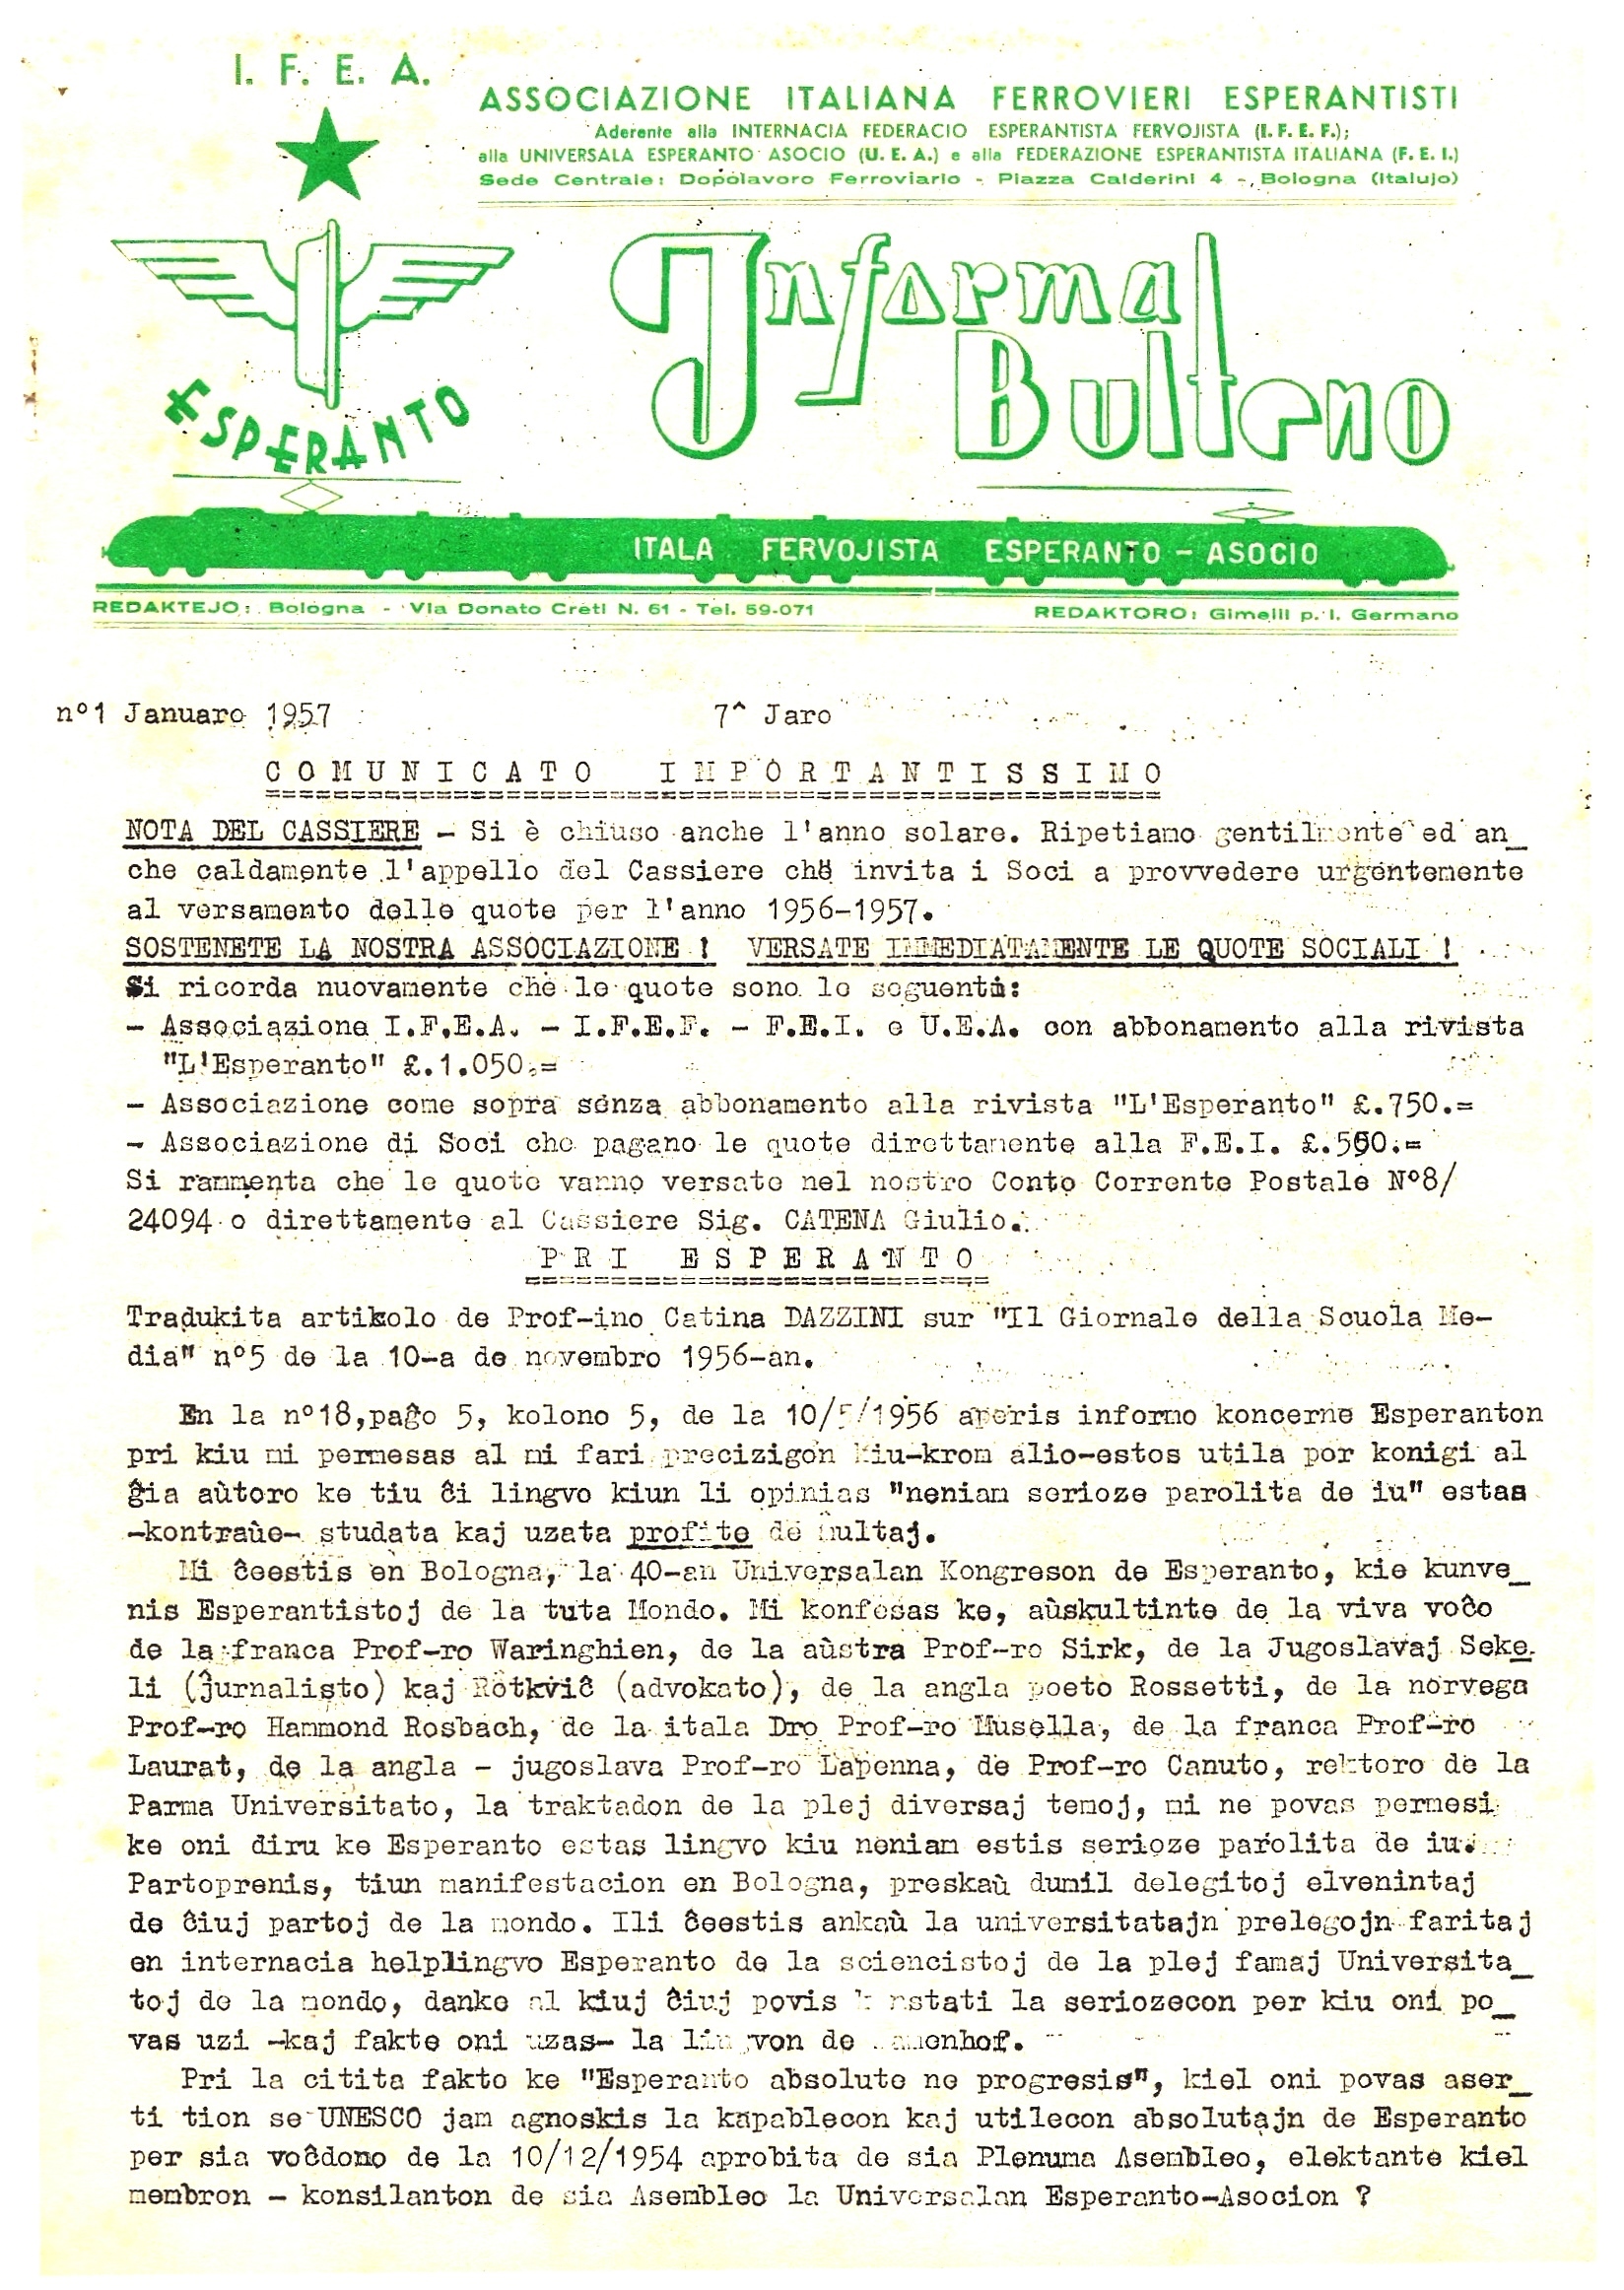 I. F. E. A.
ASSOCIAZIONE ITALIANA FERROVIERI ESPERANTISTI
Aderente alla INTERNACIA FEDERACIO ESPERANTISTA FERVOJISTA (I. F. E. F.);
alla UNIVERSALA ESPERANTO ASOCIO (U. E. A.) e alla FEDERAZIONE ESPERANTISTA ITALIANA (F. E. I.)
Sede Centrale: Dopolavoro Ferroviario - Piazza Calderini 4 - Bologna (Italujo)
ESPERANTO
Informa
Bulteno
ITALA FERVOJISTA ESPERANTO - ASOCIO
REDAKTEJO: Bologna - Via Donato Creti N. 61 - Tel. 59-071
REDAKTORO: Gimelli p. i. Germano
n°1 Januaro 1957 7^ Jaro
COMUNICATO IMPORTANTISSIMO
NOTA DEL CASSIERE - Si è chiuso anche l'anno solare. Ripetiamo gentilmente ed an_
che caldamente l'appello del Cassiere che invita i Soci a provvedere urgentemente
al versamento delle quote per l'anno 1956-1957.
SOSTENETE LA NOSTRA ASSOCIAZIONE ! VERSATE IMMEDIATAMENTE LE QUOTE SOCIALI !
Si ricorda nuovamente che le quote sono le seguenti:
- Associazione I.F.E.A. - I.F.E.F. - F.E.I. e U.E.A. con abbonamento alla rivista
"L'Esperanto" £.1.050.=
- Associazione come sopra senza abbonamento alla rivista "L'Esperanto" £.750.=
- Associazione di Soci che pagano le quote direttamente alla F.E.I. £.550.=
Si rammenta che le quote vanno versate nel nostro Conto Corrente Postale N°8/
24094 o direttamente al Cassiere Sig. CATENA Giulio.
PRI ESPERANTO
Tradukita artikolo de Prof-ino Catina DAZZINI sur "Il Giornale della Scuola Me-
dia" n°5 de la 10-a de novembro 1956-an.
En la n°18,paĝo 5, kolono 5, de la 10/5/1956 aperis informo koncerne Esperanton
pri kiu mi permesas al mi fari precizigon kiu-krom alio-estos utila por konigi al
ĝia aùtoro ke tiu ĉi lingvo kiun li opinias "neniam serioze parolita de iu" estas
-kontraùe- studata kaj uzata profite de multaj.
Mi ĉeestis en Bologna, la 40-an Universalan Kongreson de Esperanto, kie kunve_
nis Esperantistoj de la tuta Mondo. Mi konfesas ke, aùskultinte de la viva voĉo
de la franca Prof-ro Waringhien, de la aùstra Prof-ro Sirk, de la Jugoslavaj Seke_
li (ĵurnalisto) kaj Rotkviĉ (advokato), de la angla poeto Rossetti, de la norvega
Prof-ro Hammond Rosbach, de la itala Dro Prof-ro Musella, de la franca Prof-ro
Laurat, de la angla - jugoslava Prof-ro Lapenna, de Prof-ro Canuto, rektoro de la
Parma Universitato, la traktadon de la plej diversaj temoj, mi ne povas permesi
ke oni diru ke Esperanto estas lingvo kiu neniam estis serioze parolita de iu.
Partoprenis, tiun manifestacion en Bologna, preskaù dumil delegitoj elvenintaj
de ĉiuj partoj de la mondo. Ili ĉeestis ankaù la universitatajn prelegojn faritaj
en internacia helplingvo Esperanto de la sciencistoj de la plej famaj Universita_
toj de la mondo, danke al kiuj ĉiuj povis la seriozecon per kiu oni po_
vas uzi -kaj fakte oni uzas- la lingvon de Zamenhof.
Pri la citita fakto ke "Esperanto absolute ne progresis", kiel oni povas aser_
ti tion se UNESCO jam agnoskis la kapablecon kaj utilecon absolutajn de Esperanto
per sia voĉdono de la 10/12/1954 aprobita de sia Plenuma Asembleo, elektante kiel
membron - konsilanton de sia Asembleo la Universalan Esperanto-Asocion ?